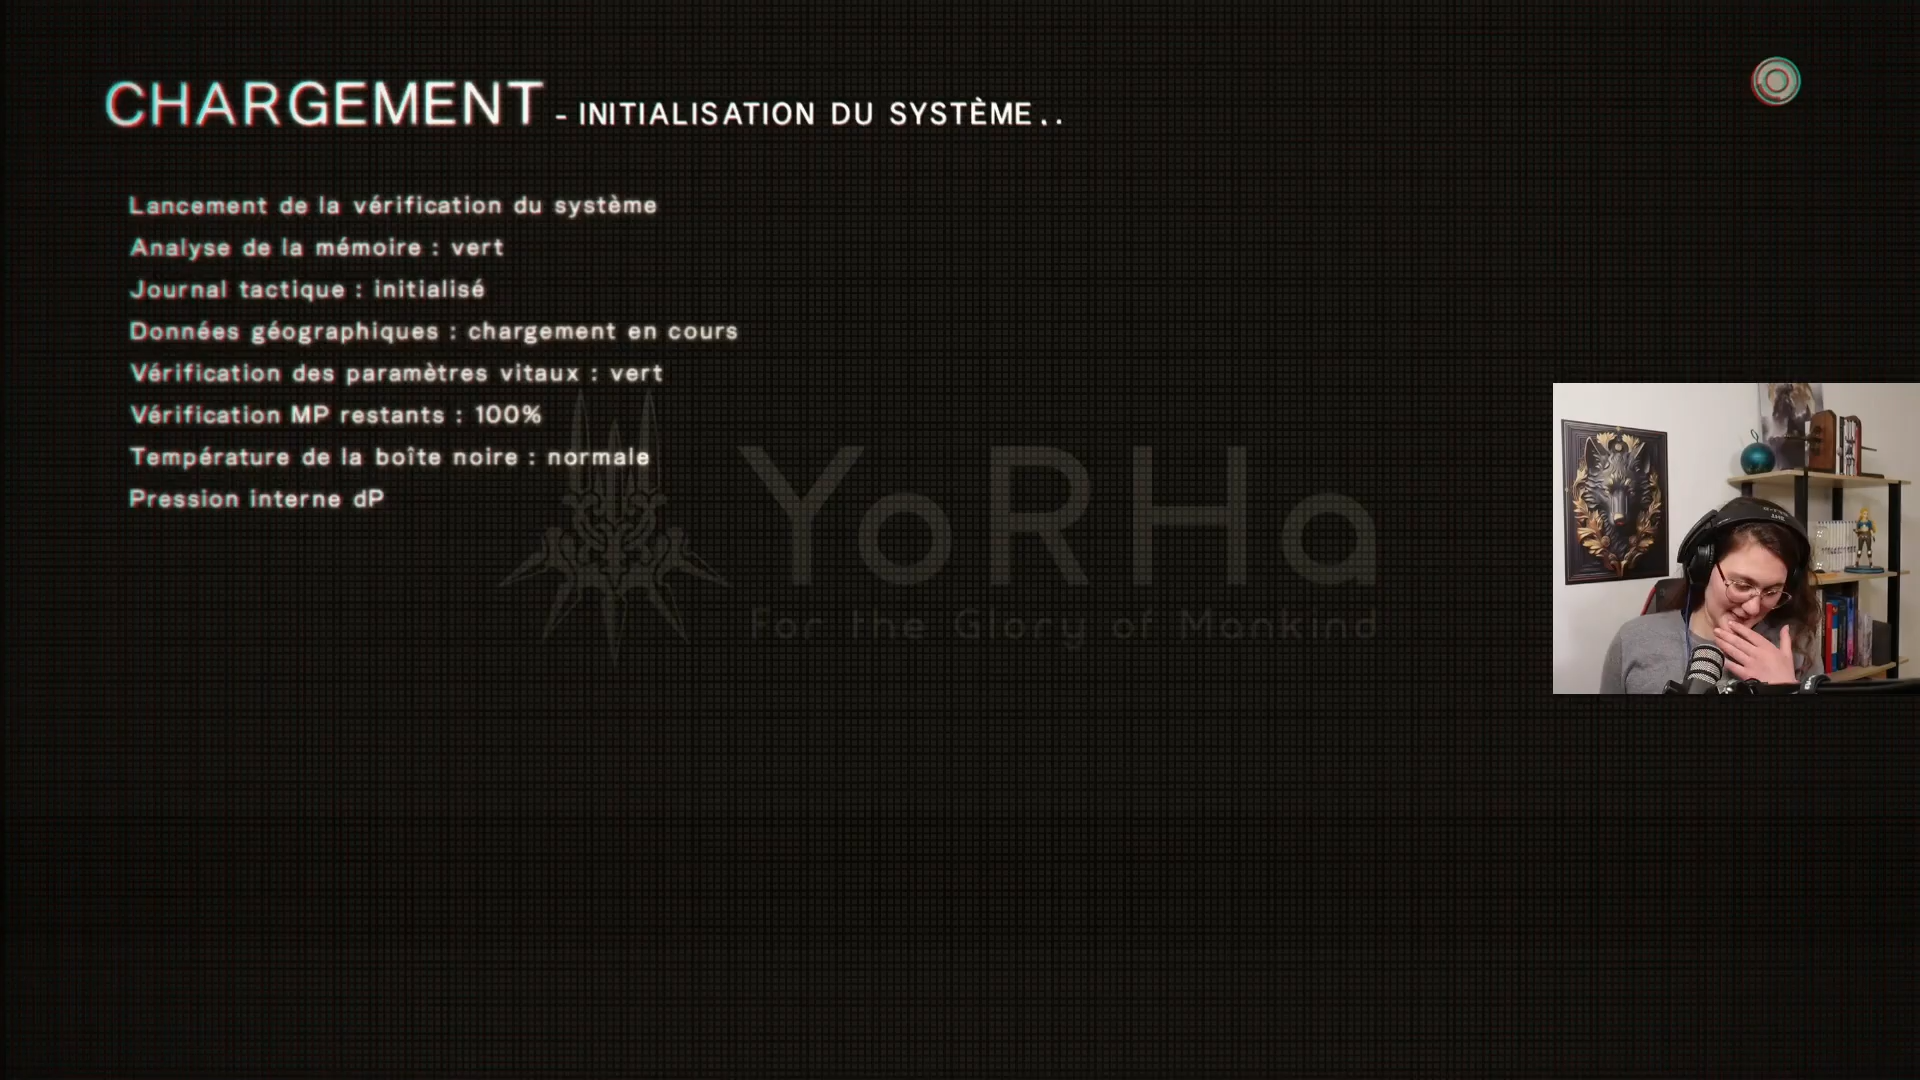 CHARGEMENT - INITIALISATION DU SYSTÈME..
Lancement de la vérification du système
Analyse de la mémoire : vert
Journal tactique : initialisé
Données géographiques : chargement en cours
Vérification des paramètres vitaux : vert
Vérification MP restants : 100%
Température de la boîte noire : normale
Pression interne dP
YoRHa
For the Glory of Mankind